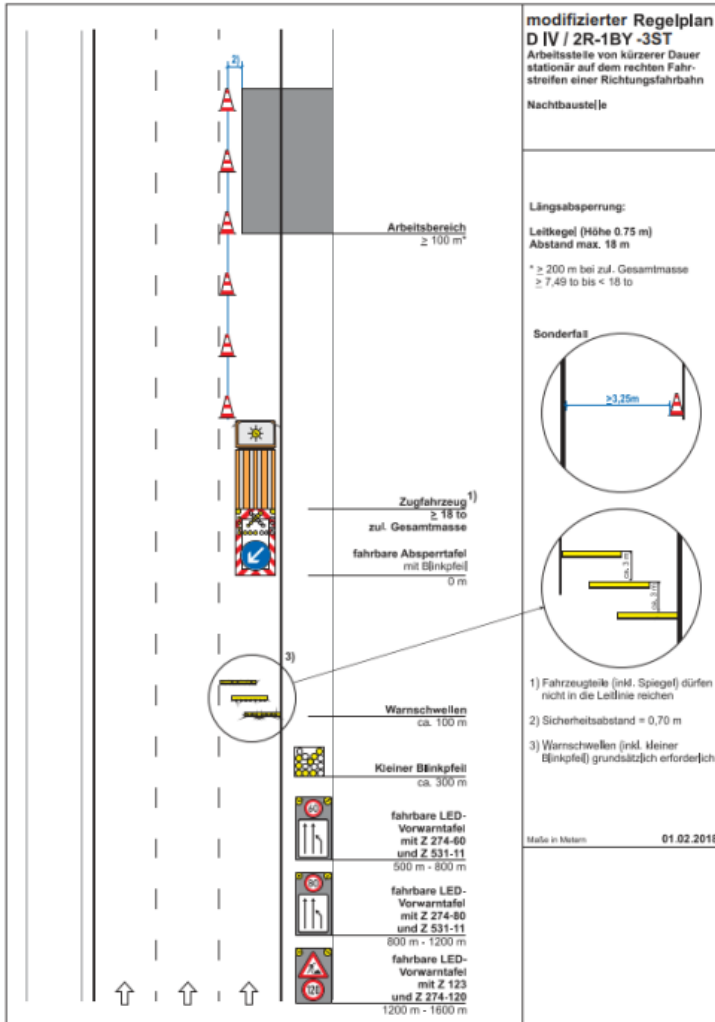 modifizierter Regelplan
D IV / 2R-1BY -3ST
Arbeitsstelle von kürzerer Dauer
stationär auf dem rechten Fahr-
streifen einer Richtungsfahrbahn
Nachtbaustelle
2)
Arbeitsbereich
≥ 100 m*
Zugfahrzeug 1)
≥ 18 to
zul. Gesamtmasse
fahrbare Absperrtafel
mit Blinkpfeil
0 m
3)
Warnschwellen
ca. 100 m
Kleiner Blinkpfeil
ca. 300 m
60
fahrbare LED-
Vorwarntafel
mit Z 274-60
und Z 531-11
500 m - 800 m
80
fahrbare LED-
Vorwarntafel
mit Z 274-80
und Z 531-11
800 m - 1200 m
120
fahrbare LED-
Vorwarntafel
mit Z 123
und Z 274-120
1200 m - 1600 m
Längsabsperrung:
Leitkegel (Höhe 0.75 m)
Abstand max. 18 m
* ≥ 200 m bei zul. Gesamtmasse
≥ 7,49 to bis < 18 to
Sonderfall
≥3,25m
ca. 3 m
ca. 3 m
1) Fahrzeugteile (inkl. Spiegel) dürfen
nicht in die Leitlinie reichen
2) Sicherheitsabstand = 0,70 m
3) Warnschwellen (inkl. kleiner
Blinkpfeil) grundsätzlich erforderlich
Maße in Metern 01.02.2018